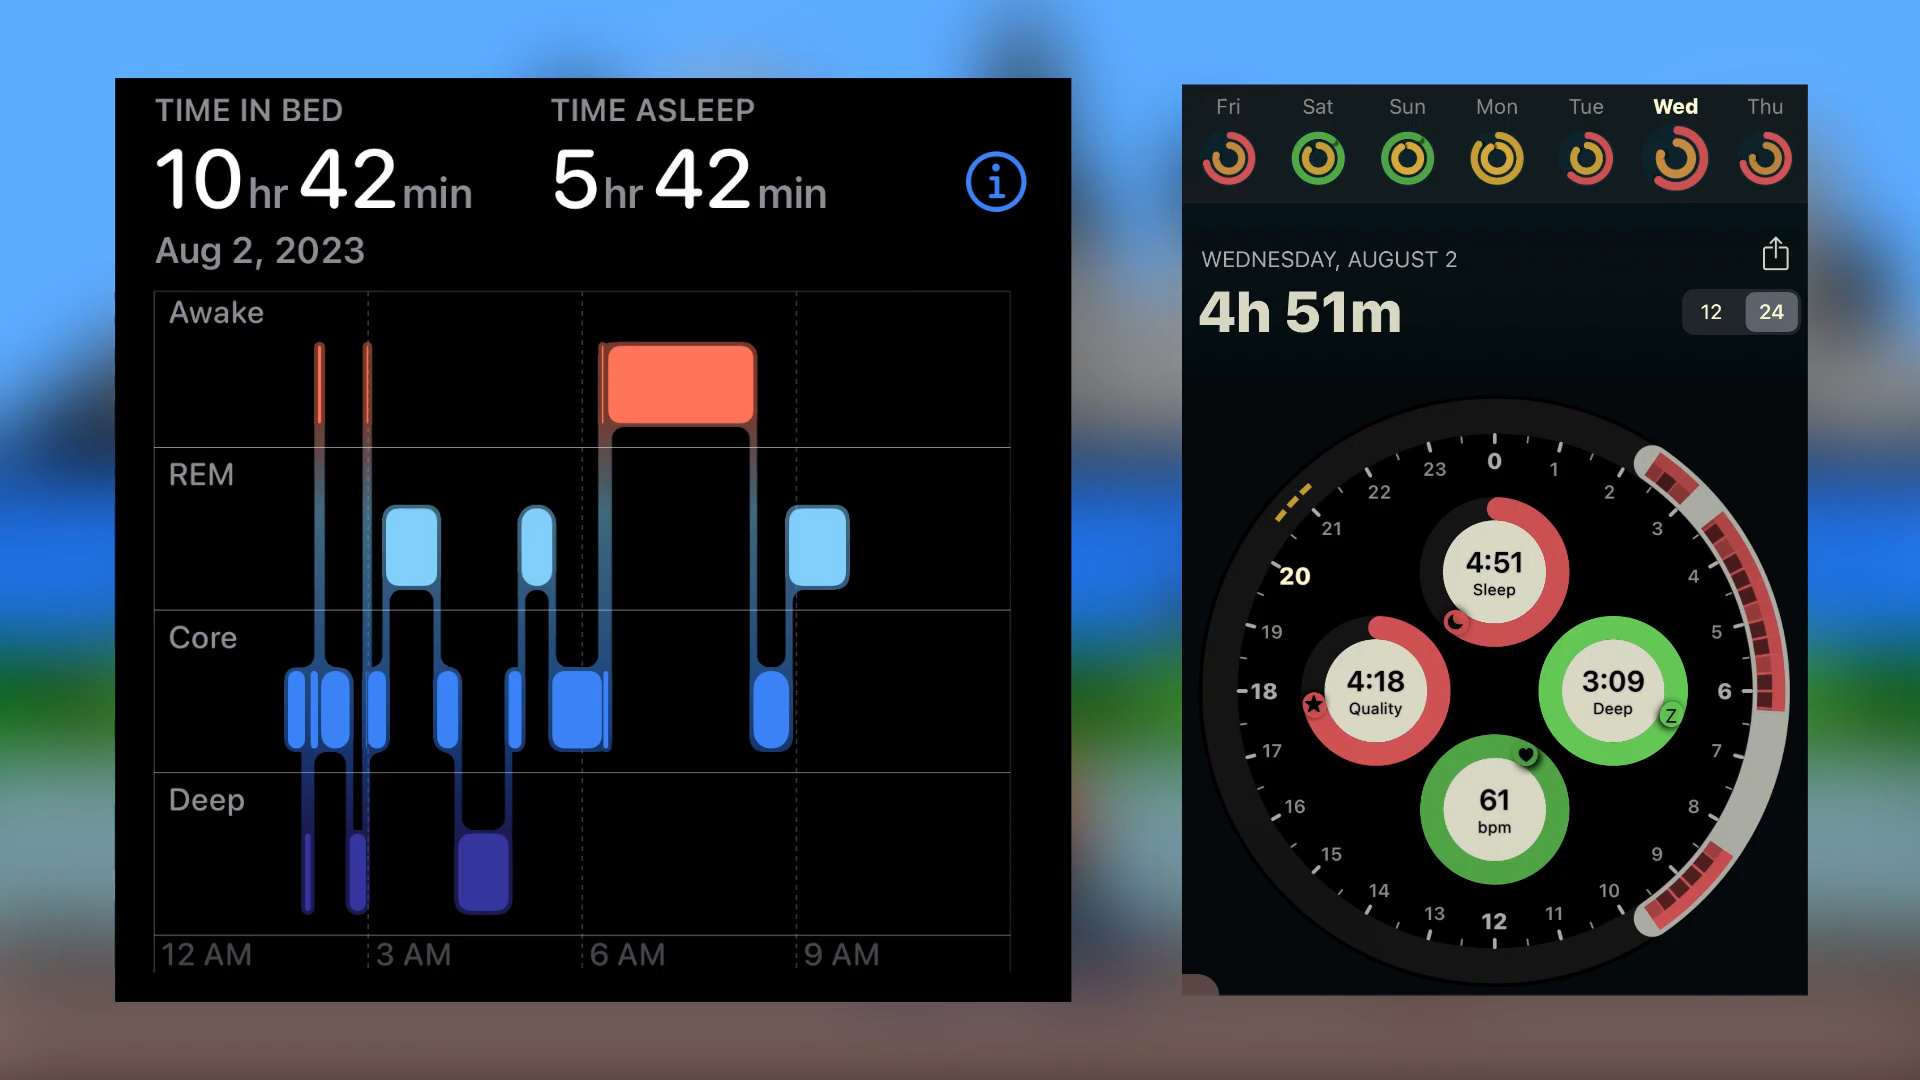 TIME IN BED
10 hr 42 min
TIME ASLEEP
5 hr 42 min
Aug 2, 2023
Awake
REM
Core
Deep
12 AM
3 AM
6 AM
9 AM
Fri
Sat
Sun
Mon
Tue
Wed
Thu
WEDNESDAY, AUGUST 2
4h 51m
12
24
0
1
2
3
4
5
6
7
8
9
10
11
12
13
14
15
16
17
18
19
20
21
22
23
4:51
Sleep
4:18
Quality
3:09
Deep
Z
61
bpm